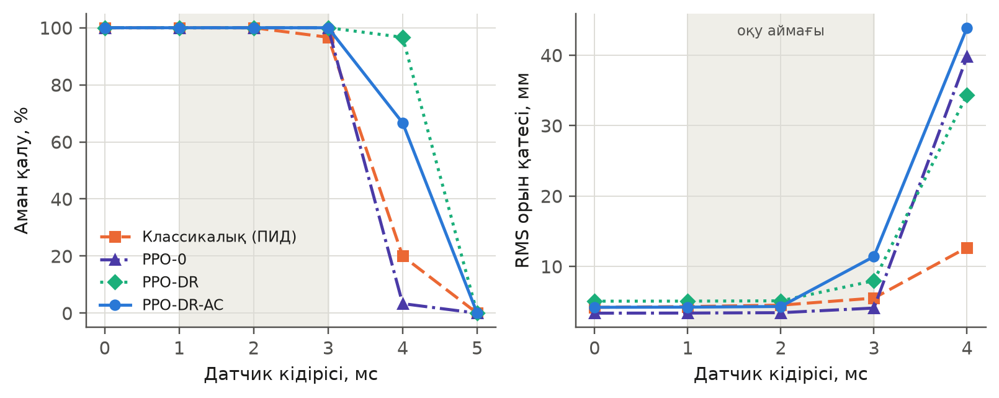 Аман қалу, %
100
80
60
40
20
0
Классикалық (ПИД)
PPO-0
PPO-DR
PPO-DR-AC
0 1 2 3 4 5
Датчик кідірісі, мс
RMS орын қатесі, мм
40
30
20
10
оқу аймағы
0 1 2 3 4
Датчик кідірісі, мс